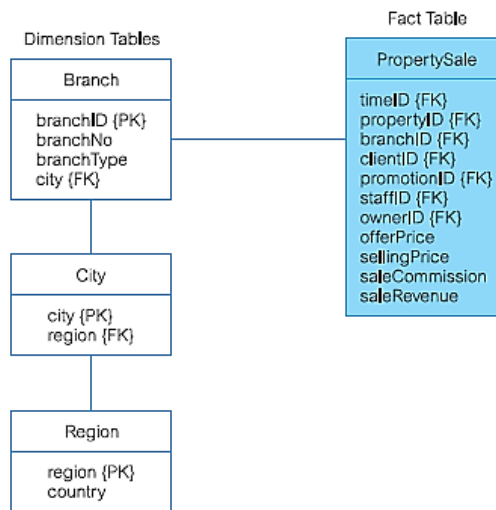 Dimension Tables
Branch
branchID {PK}
branchNo
branchType
city {FK}
City
city {PK}
region {FK}
Region
region {PK}
country
Fact Table
PropertySale
timeID {FK}
propertyID {FK}
branchID {FK}
clientID {FK}
promotionID {FK}
staffID {FK}
ownerID {FK}
offerPrice
sellingPrice
saleCommission
saleRevenue